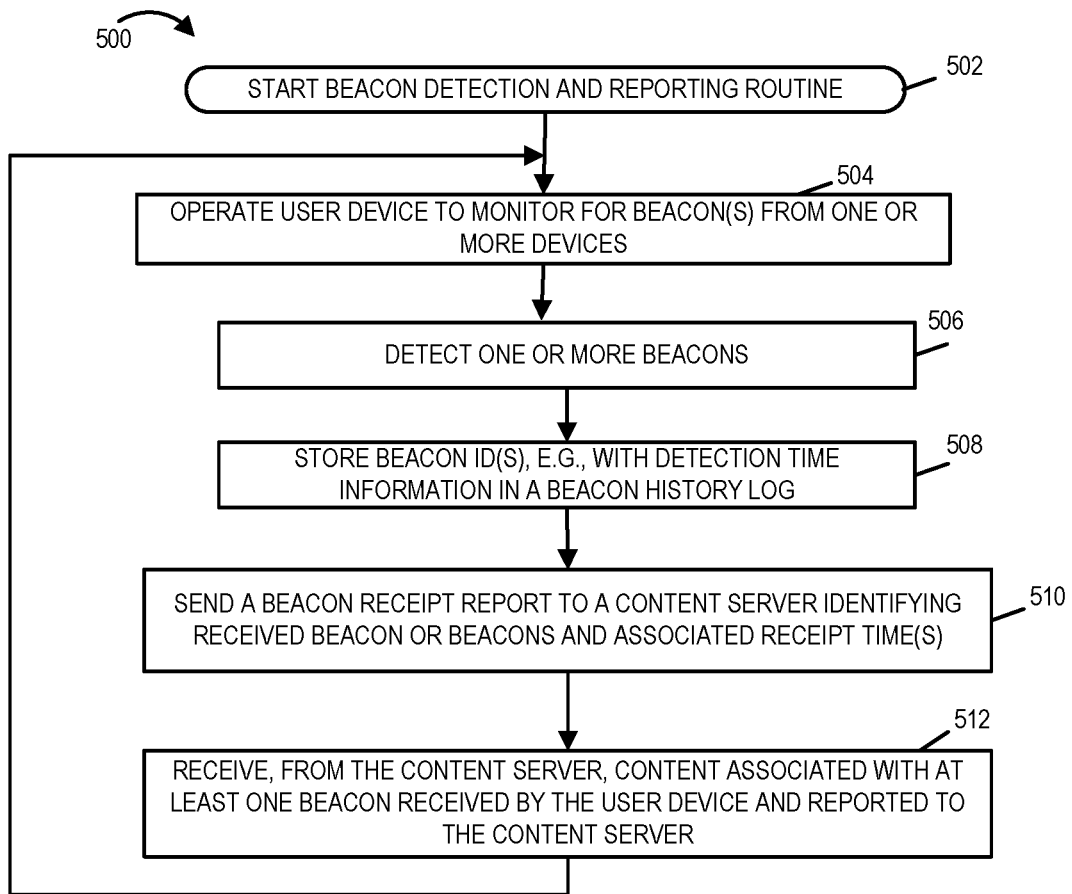 500
502
START BEACON DETECTION AND REPORTING ROUTINE
504
OPERATE USER DEVICE TO MONITOR FOR BEACON(S) FROM ONE OR
MORE DEVICES
506
DETECT ONE OR MORE BEACONS
508
STORE BEACON ID(S), E.G., WITH DETECTION TIME
INFORMATION IN A BEACON HISTORY LOG
510
SEND A BEACON RECEIPT REPORT TO A CONTENT SERVER IDENTIFYING
RECEIVED BEACON OR BEACONS AND ASSOCIATED RECEIPT TIME(S)
512
RECEIVE, FROM THE CONTENT SERVER, CONTENT ASSOCIATED WITH AT
LEAST ONE BEACON RECEIVED BY THE USER DEVICE AND REPORTED TO
THE CONTENT SERVER